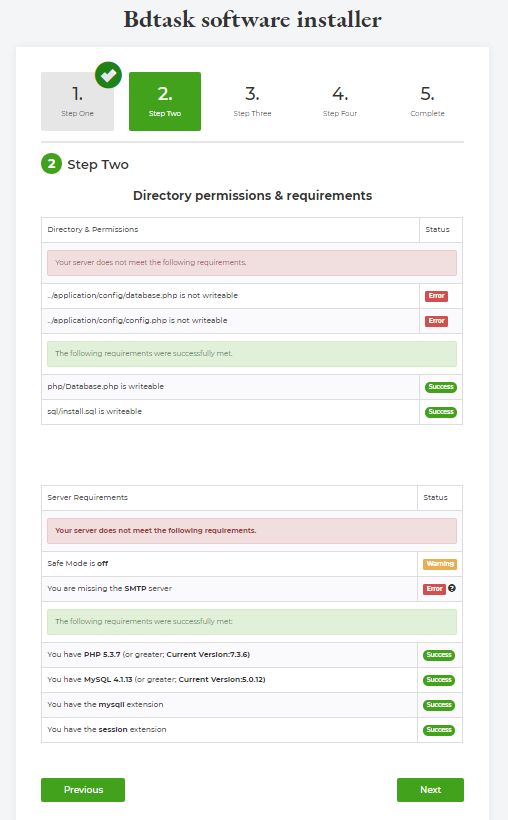 Bdtask software installer
1.
Step One
2.
Step Two
3.
Step Three
4.
Step Four
5.
Complete
2 Step Two
Directory permissions & requirements
Directory & Permissions Status
Your server does not meet the following requirements.
../application/config/database.php is not writeable Error
../application/config/config.php is not writeable Error
The following requirements were successfully met.
php/Database.php is writeable Success
sql/install.sql is writeable Success
Server Requirements Status
Your server does not meet the following requirements.
Safe Mode is off Warning
You are missing the SMTP server Error ?
The following requirements were successfully met:
You have PHP 5.3.7 (or greater; Current Version:7.3.6) Success
You have MySQL 4.1.13 (or greater; Current Version:5.0.12) Success
You have the mysqli extension Success
You have the session extension Success
Previous Next